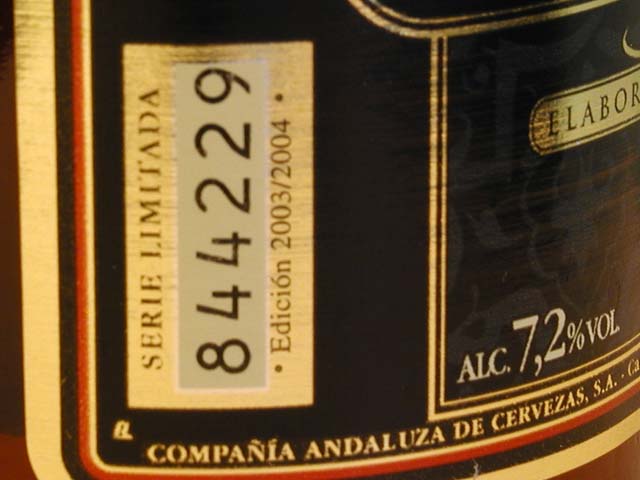 SERIE LIMITADA
844229
• Edición 2003/2004 •
ELABOR
ALC. 7,2% VOL.
COMPAÑÍA ANDALUZA DE CERVEZAS, S.A. · Ca